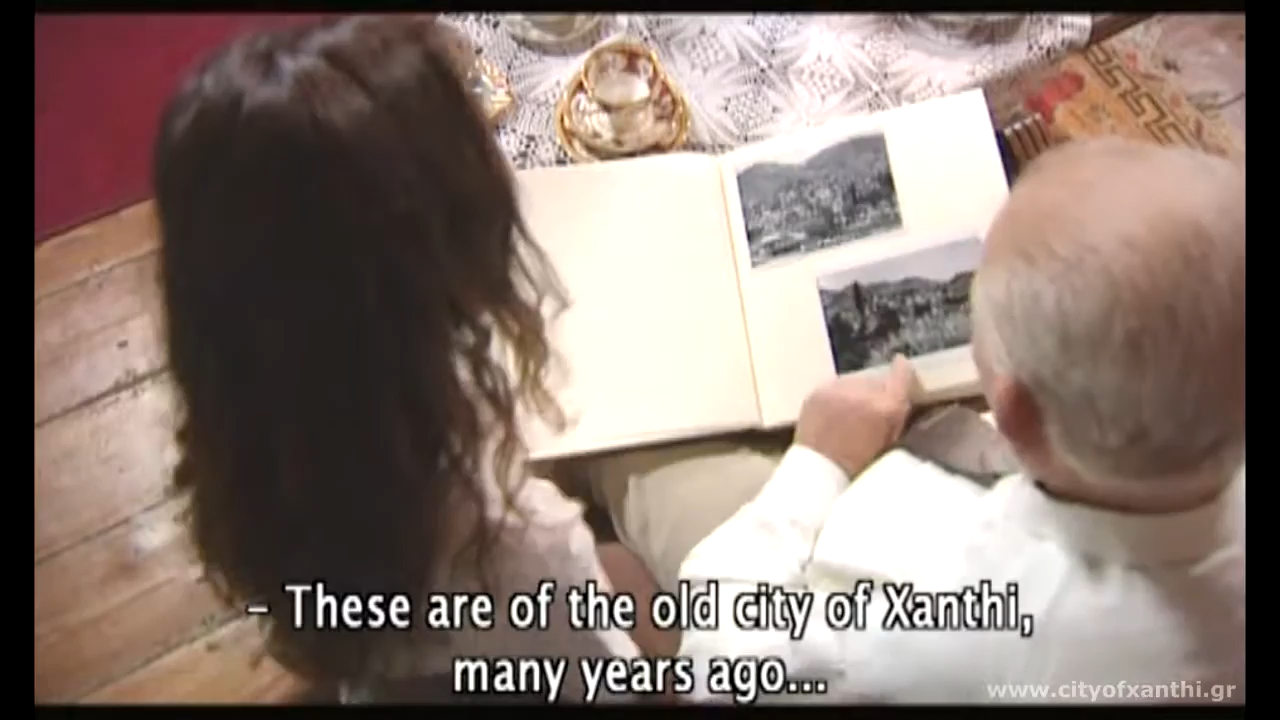 – These are of the old city of Xanthi,
many years ago...
www.cityofxanthi.gr